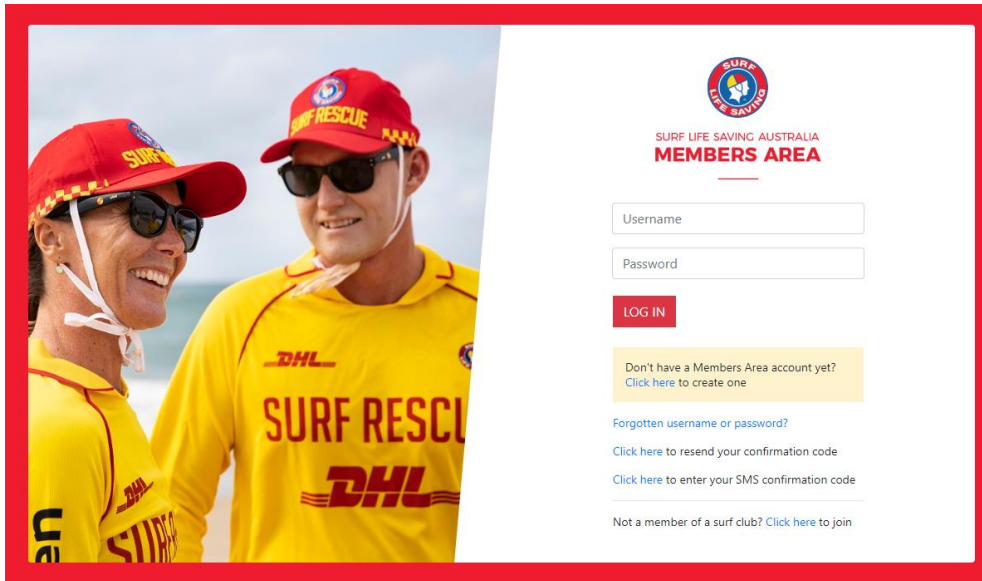 SURF RESCUE
SURF
DHL
SURF RESCU
DHL
DHL
SURF
en
SURF
LIFE SAVING
SURF LIFE SAVING AUSTRALIA
MEMBERS AREA
Username
Password
LOG IN
Don't have a Members Area account yet?
Click here to create one
Forgotten username or password?
Click here to resend your confirmation code
Click here to enter your SMS confirmation code
Not a member of a surf club? Click here to join